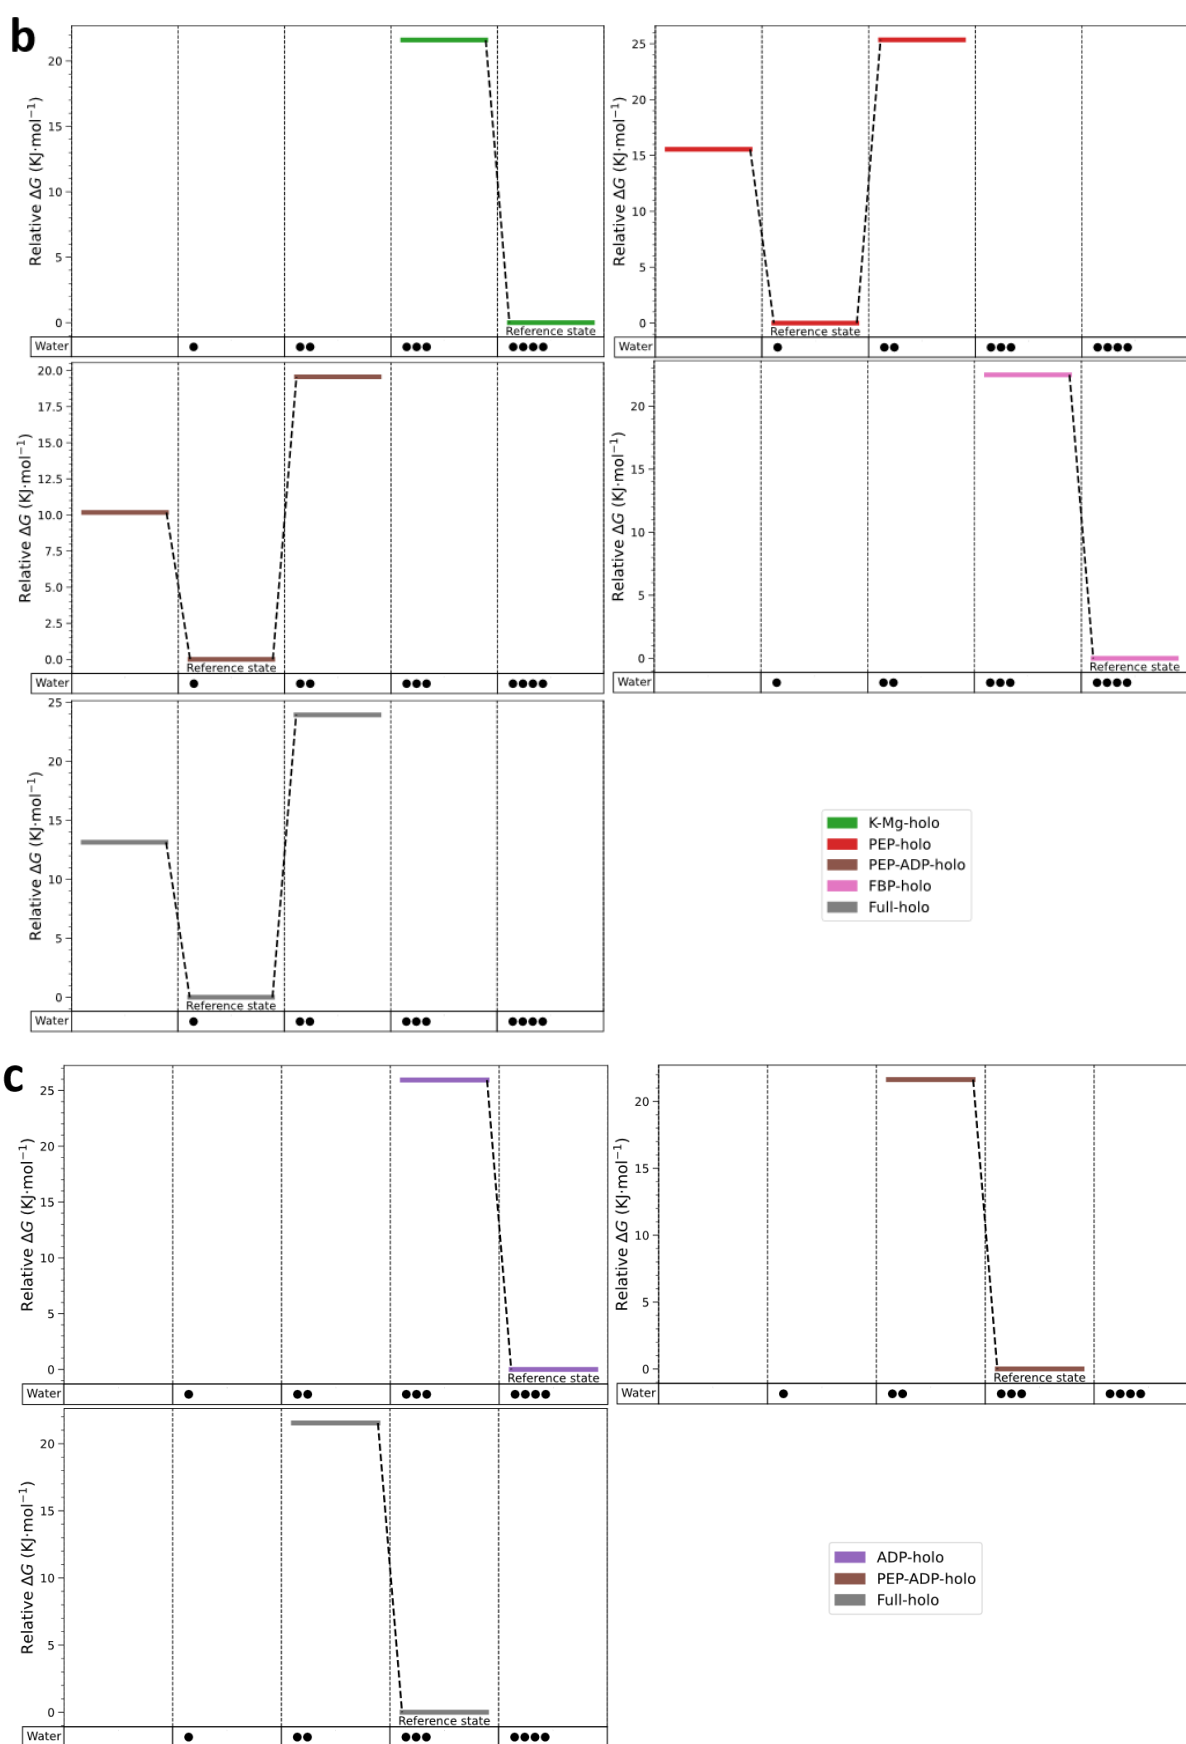 b
Relative ΔG (KJ·mol⁻¹)
20
15
10
5
0
Reference state
Water ● ●● ●●● ●●●●
Relative ΔG (KJ·mol⁻¹)
25
20
15
10
5
0
Reference state
Water ● ●● ●●● ●●●●
Relative ΔG (KJ·mol⁻¹)
20.0
17.5
15.0
12.5
10.0
7.5
5.0
2.5
0.0
Reference state
Water ● ●● ●●● ●●●●
Relative ΔG (KJ·mol⁻¹)
20
15
10
5
0
Reference state
Water ● ●● ●●● ●●●●
Relative ΔG (KJ·mol⁻¹)
25
20
15
10
5
0
Reference state
Water ● ●● ●●● ●●●●
K-Mg-holo
PEP-holo
PEP-ADP-holo
FBP-holo
Full-holo
c
Relative ΔG (KJ·mol⁻¹)
25
20
15
10
5
0
Reference state
Water ● ●● ●●● ●●●●
Relative ΔG (KJ·mol⁻¹)
20
15
10
5
0
Reference state
Water ● ●● ●●● ●●●●
Relative ΔG (KJ·mol⁻¹)
20
15
10
5
0
Reference state
Water ● ●● ●●● ●●●●
ADP-holo
PEP-ADP-holo
Full-holo